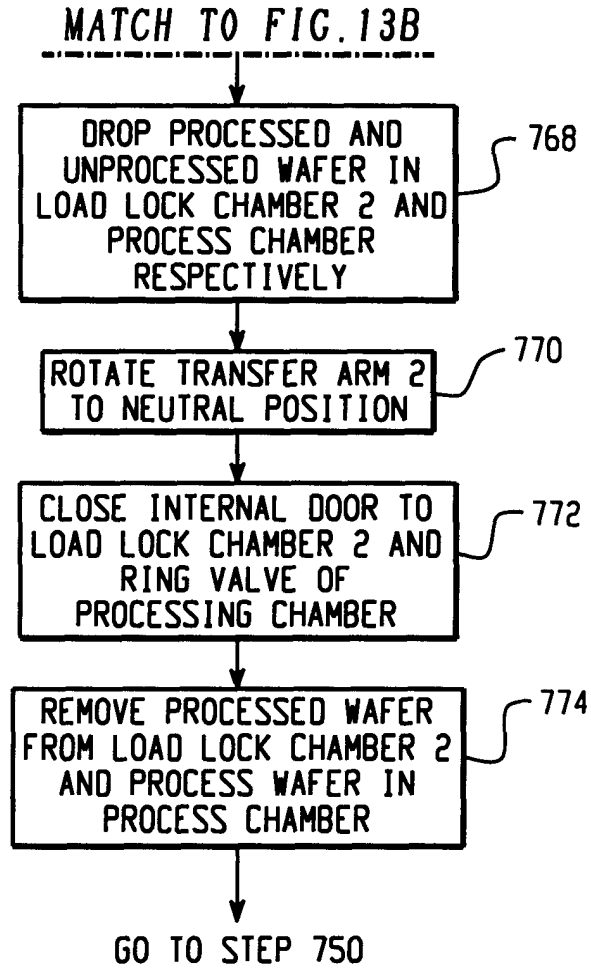 MATCH TO FIG.13B
DROP PROCESSED AND
UNPROCESSED WAFER IN
LOAD LOCK CHAMBER 2 AND
PROCESS CHAMBER
RESPECTIVELY
768
ROTATE TRANSFER ARM 2
TO NEUTRAL POSITION
770
CLOSE INTERNAL DOOR TO
LOAD LOCK CHAMBER 2 AND
RING VALVE OF
PROCESSING CHAMBER
772
REMOVE PROCESSED WAFER
FROM LOAD LOCK CHAMBER 2
AND PROCESS WAFER IN
PROCESS CHAMBER
774
GO TO STEP 750